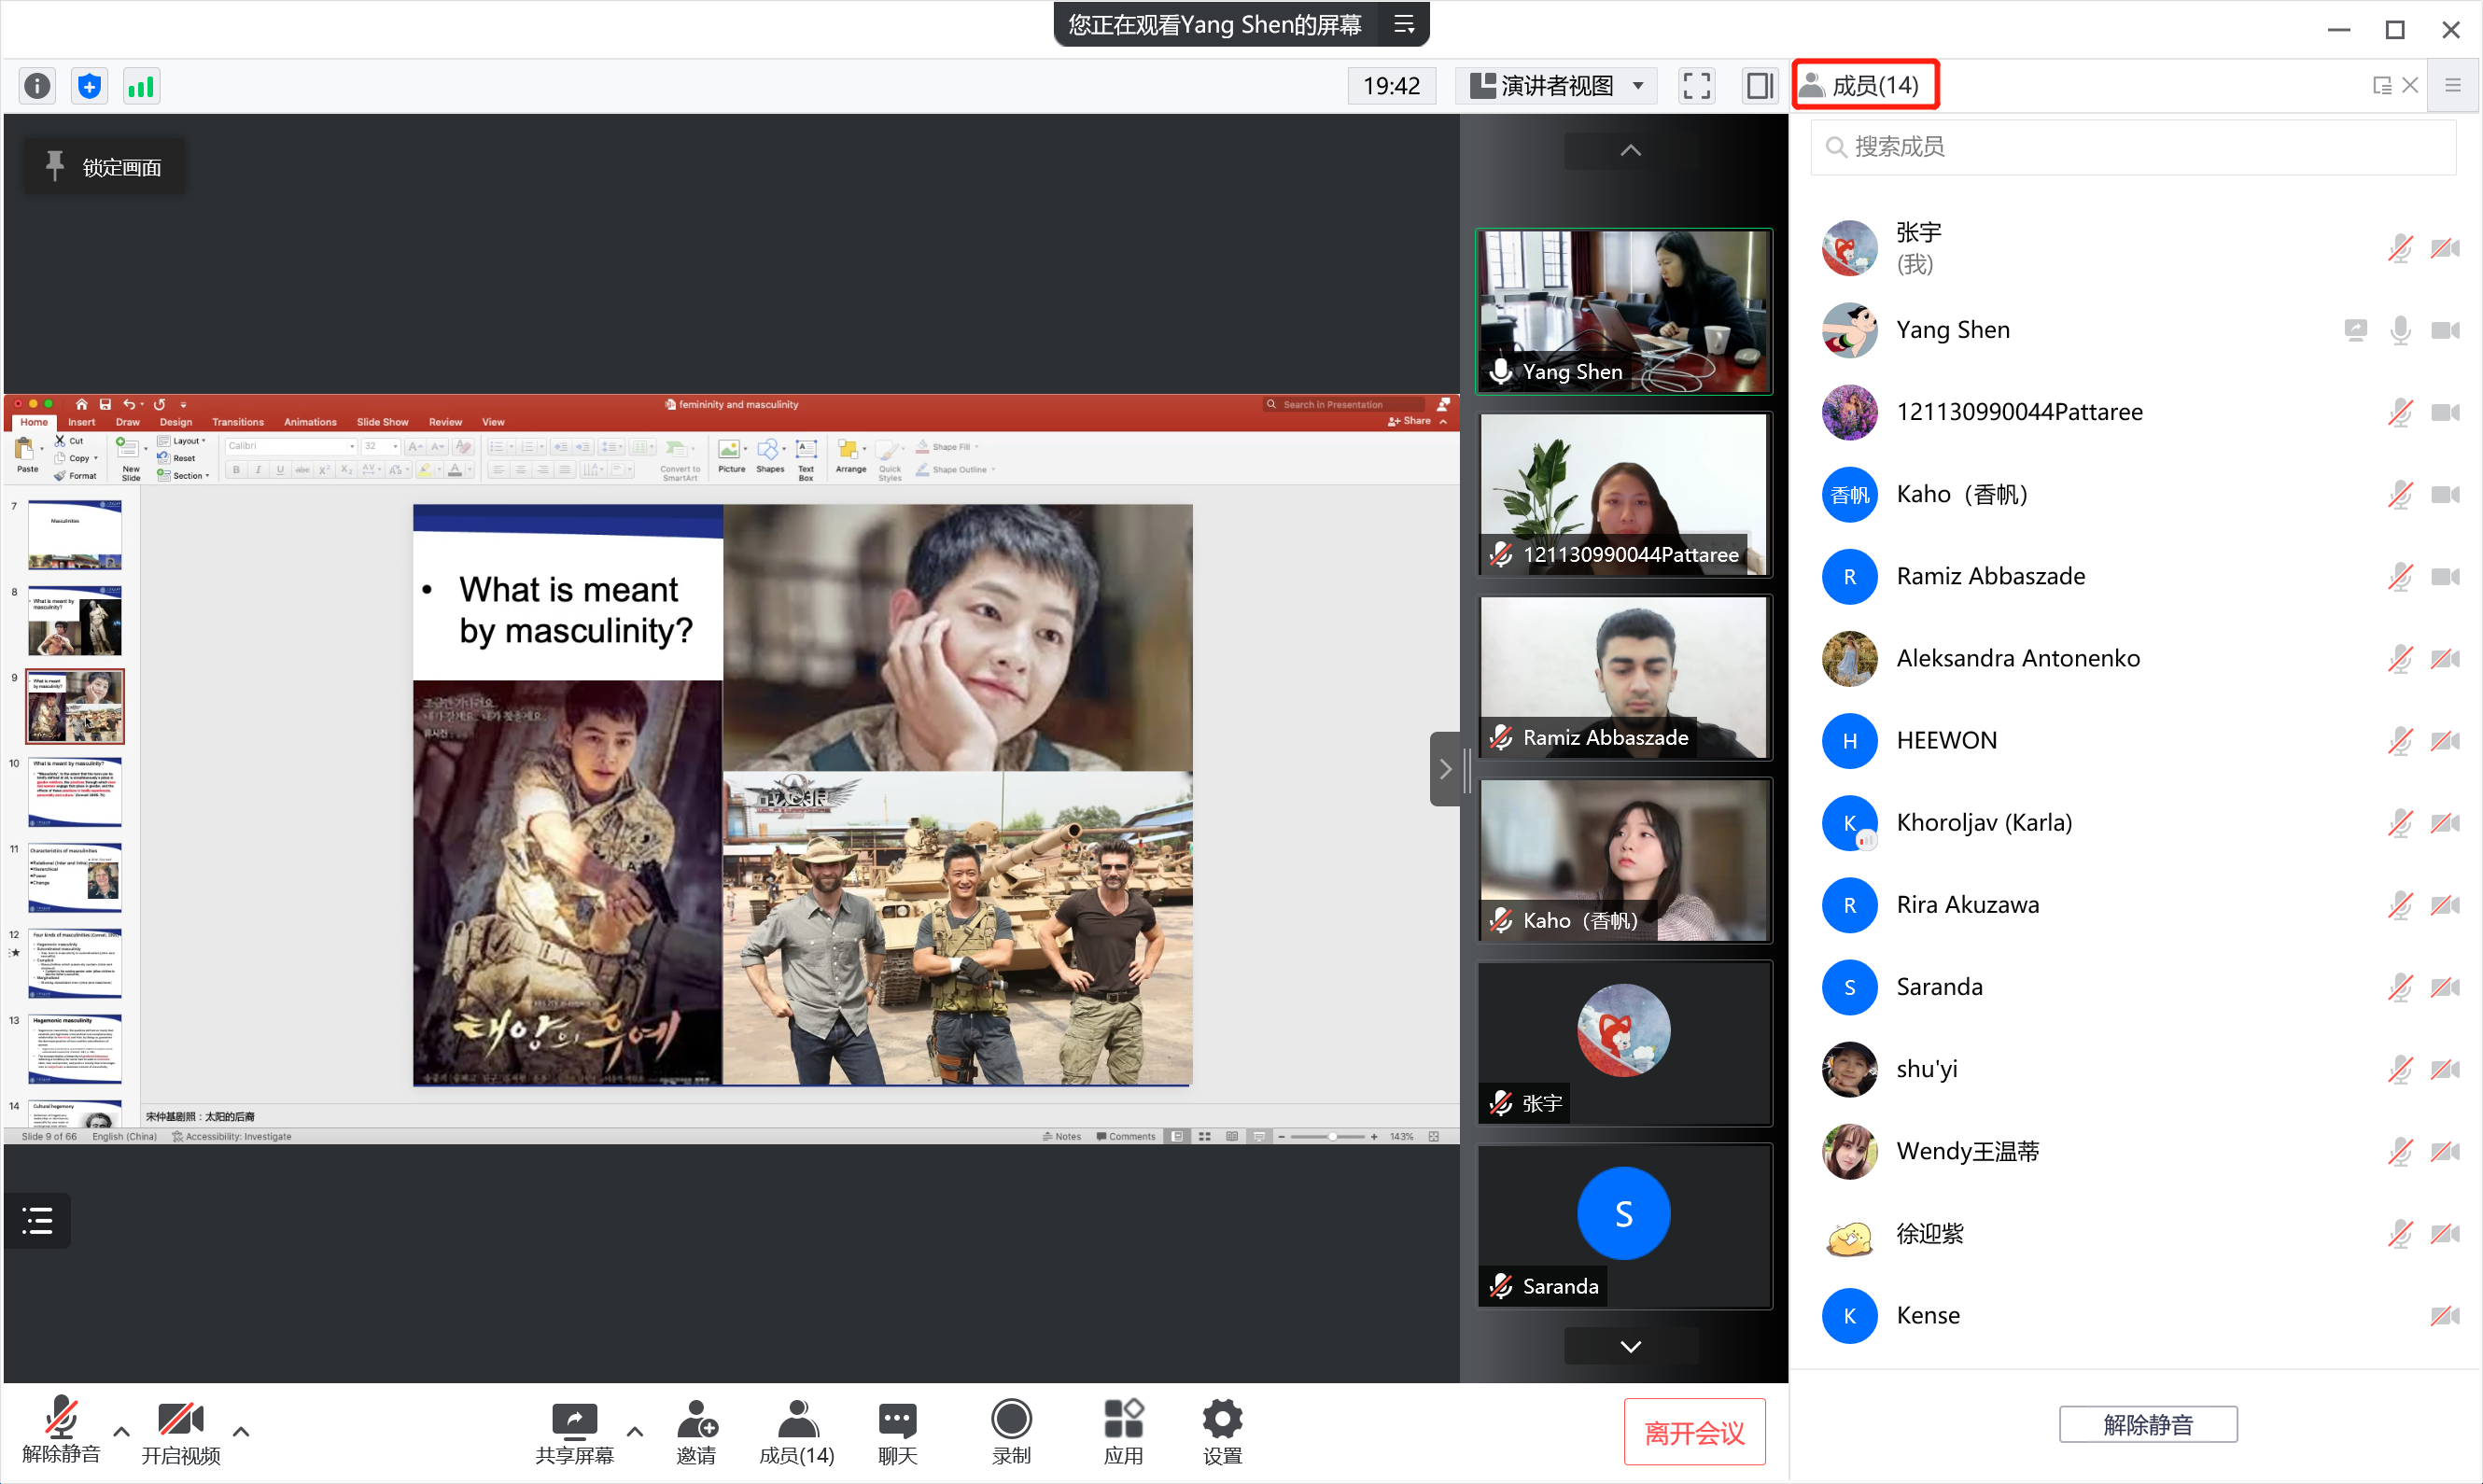 您正在观看Yang Shen的屏幕
19:42
演讲者视图
成员(14)
锁定画面
搜索成员
femininity and masculinity
Search in Presentation
Home Insert Draw Design Transitions Animations Slide Show Review View
Share
Paste
Cut
Copy
Format
New Slide
Layout
Reset
Section
Calibri
32
Convert to SmartArt
Picture
Shapes
Text Box
Arrange
Quick Styles
Shape Fill
Shape Outline
7
Masculinities
8
What is meant by masculinity?
9
What is meant by masculinity?
10
What is meant by masculinity?
11
Characteristics of masculinities
Hierarchical
Power
Change
12
13
Hegemonic masculinity
14
Cultural hegemony
• What is meant
by masculinity?
태양의 후예
战狼
宋仲基剧照：太阳的后裔
Slide 9 of 66
English (China)
Accessibility: Investigate
Notes
Comments
143%
Yang Shen
121130990044Pattaree
Ramiz Abbaszade
Kaho（香帆）
张宇
S
Saranda
张宇
(我)
Yang Shen
121130990044Pattaree
香帆
Kaho（香帆）
R
Ramiz Abbaszade
Aleksandra Antonenko
H
HEEWON
K
Khoroljav (Karla)
R
Rira Akuzawa
S
Saranda
shu'yi
Wendy王温蒂
徐迎紫
K
Kense
解除静音
开启视频
共享屏幕
邀请
成员(14)
聊天
录制
应用
设置
离开会议
解除静音